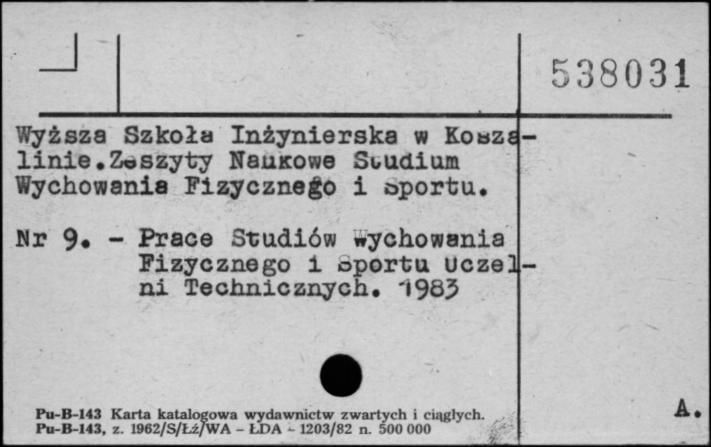 538031
Wyższa Szkoła Inżynierska w Kosza-
linie.Zeszyty Naukowe Studium
Wychowania Fizycznego i Sportu.
Nr 9. - Prace Studiów Wychowania
Fizycznego i Sportu Uczel-
ni Technicznych. 1983
A.
Pu-B-143 Karta katalogowa wydawnictw zwartych i ciągłych.
Pu-B-143, z. 1962/S/Łź/WA - ŁDA - 1203/82 n. 500 000